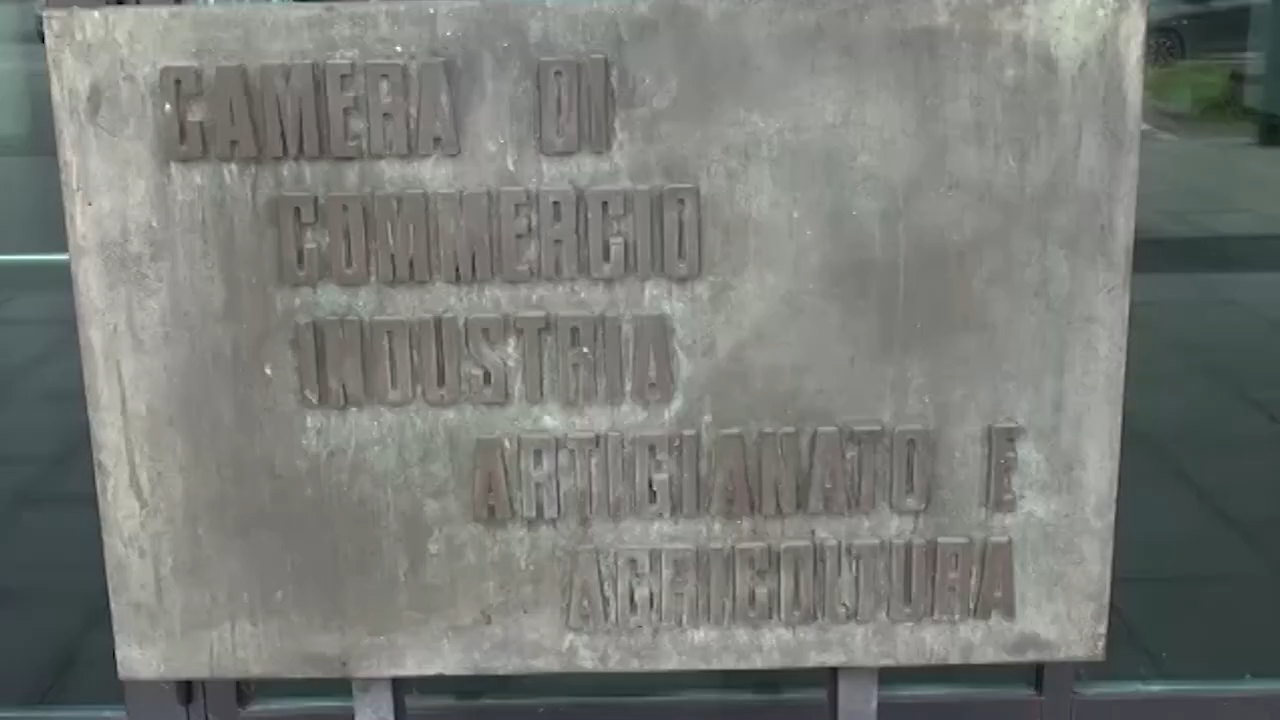 CAMERA DI
COMMERCIO
INDUSTRIA
ARTIGIANATO E
AGRICOLTURA